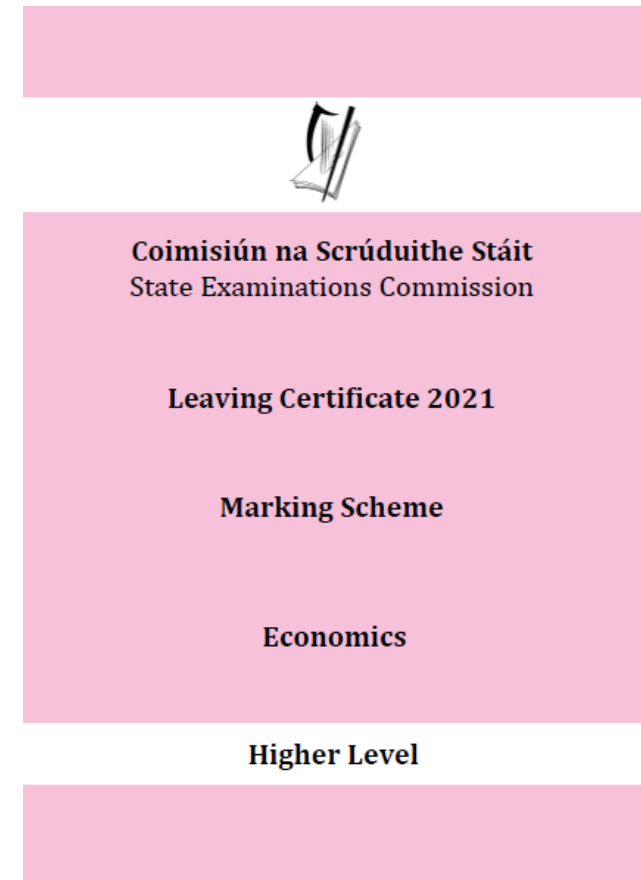 Coimisiún na Scrúduithe Stáit
State Examinations Commission
Leaving Certificate 2021
Marking Scheme
Economics
Higher Level